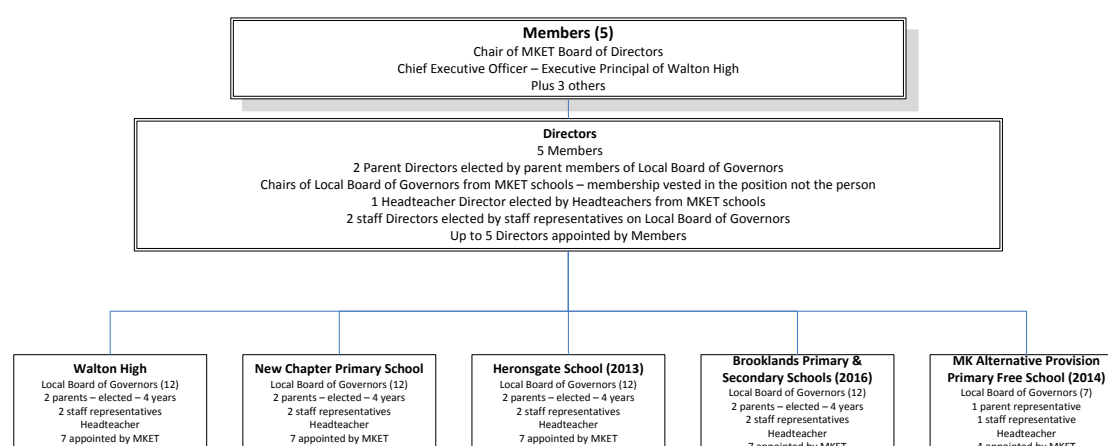 Members (5)
Chair of MKET Board of Directors
Chief Executive Officer – Executive Principal of Walton High
Plus 3 others
Directors
5 Members
2 Parent Directors elected by parent members of Local Board of Governors
Chairs of Local Board of Governors from MKET schools – membership vested in the position not the person
1 Headteacher Director elected by Headteachers from MKET schools
2 staff Directors elected by staff representatives on Local Board of Governors
Up to 5 Directors appointed by Members
Walton High
Local Board of Governors (12)
2 parents – elected – 4 years
2 staff representatives
Headteacher
7 appointed by MKET
New Chapter Primary School
Local Board of Governors (12)
2 parents – elected – 4 years
2 staff representatives
Headteacher
7 appointed by MKET
Heronsgate School (2013)
Local Board of Governors (12)
2 parents – elected – 4 years
2 staff representatives
Headteacher
7 appointed by MKET
Brooklands Primary &
Secondary Schools (2016)
Local Board of Governors (12)
2 parents – elected – 4 years
2 staff representatives
Headteacher
7 appointed by MKET
MK Alternative Provision
Primary Free School (2014)
Local Board of Governors (7)
1 parent representative
1 staff representative
Headteacher
4 appointed by MKET